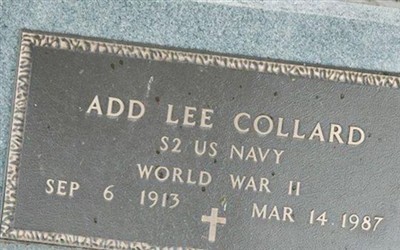 ADD LEE COLLARD
S2 US NAVY
WORLD WAR II
SEP 6 1913 MAR 14 1987